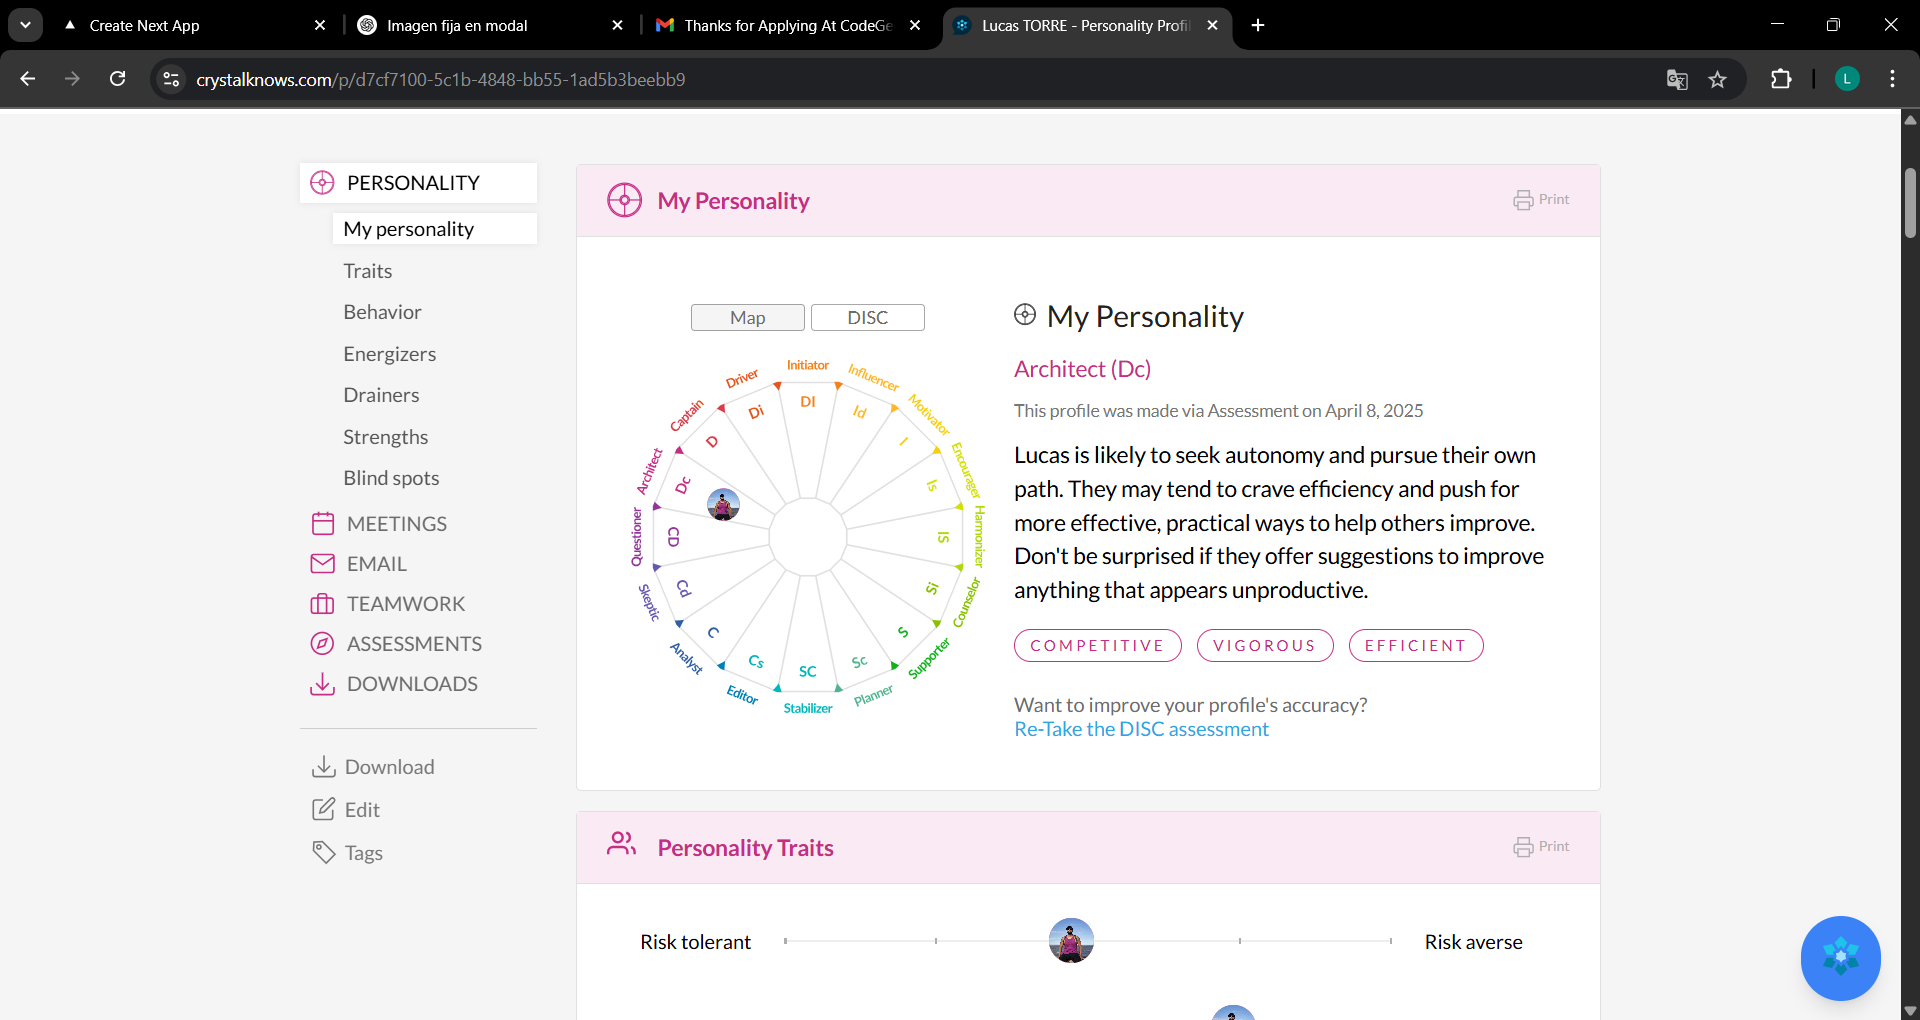 Create Next App
Imagen fija en modal
Thanks for Applying At CodeGe
Lucas TORRE - Personality Profi
crystalknows.com/p/d7cf7100-5c1b-4848-bb55-1ad5b3beebb9
L
PERSONALITY
My personality
Traits
Behavior
Energizers
Drainers
Strengths
Blind spots
MEETINGS
EMAIL
TEAMWORK
ASSESSMENTS
DOWNLOADS
Download
Edit
Tags
My Personality
Print
Map
DISC
Initiator
Influencer
Motivator
Encourager
Harmonizer
Counselor
Supporter
Planner
Stabilizer
Editor
Analyst
Skeptic
Questioner
Architect
Captain
Driver
DI
Id
I
Is
IS
Si
S
Sc
SC
Cs
C
Cd
CD
Dc
D
Di
My Personality
Architect (Dc)
This profile was made via Assessment on April 8, 2025
Lucas is likely to seek autonomy and pursue their own
path. They may tend to crave efficiency and push for
more effective, practical ways to help others improve.
Don't be surprised if they offer suggestions to improve
anything that appears unproductive.
COMPETITIVE
VIGOROUS
EFFICIENT
Want to improve your profile's accuracy?
Re-Take the DISC assessment
Personality Traits
Print
Risk tolerant
Risk averse